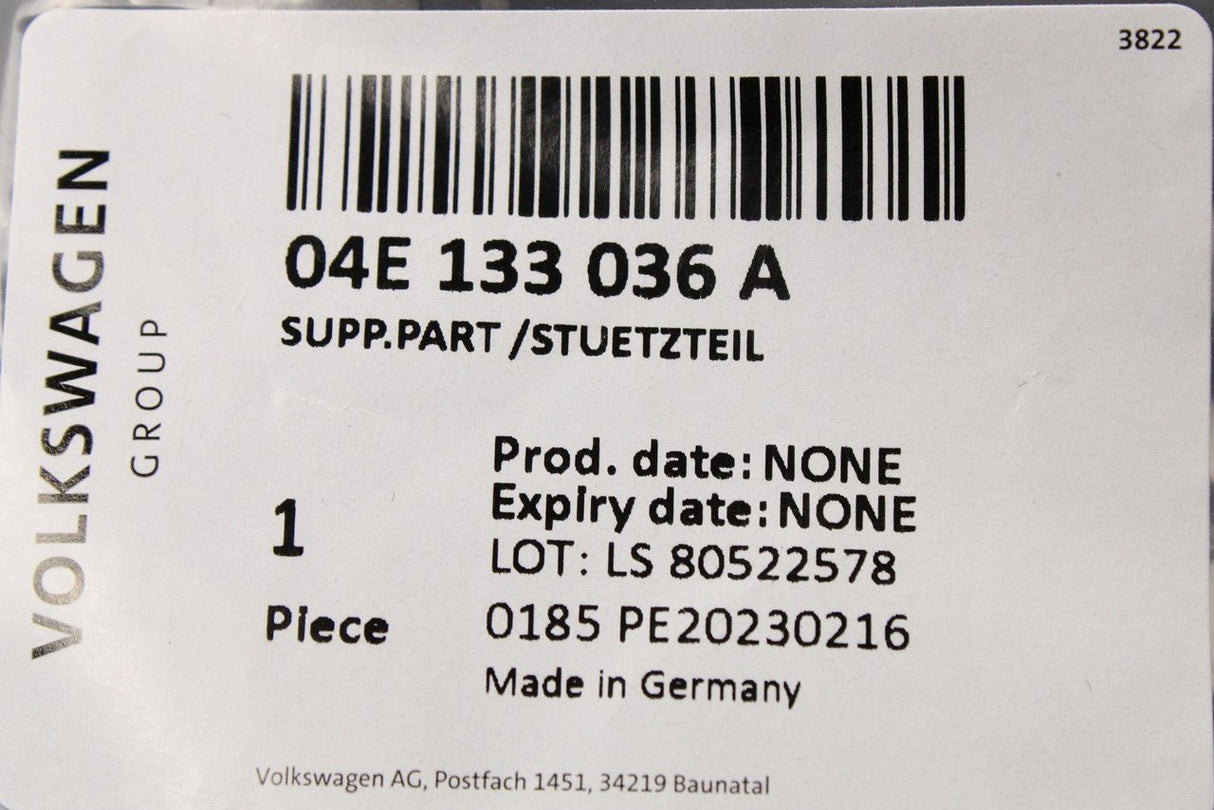 3822
VOLKSWAGEN
GROUP
04E 133 036 A
SUPP.PART /STUETZTEIL
Prod. date: NONE
Expiry date: NONE
1
LOT: LS 80522578
Piece
0185 PE20230216
Made in Germany
Volkswagen AG, Postfach 1451, 34219 Baunatal